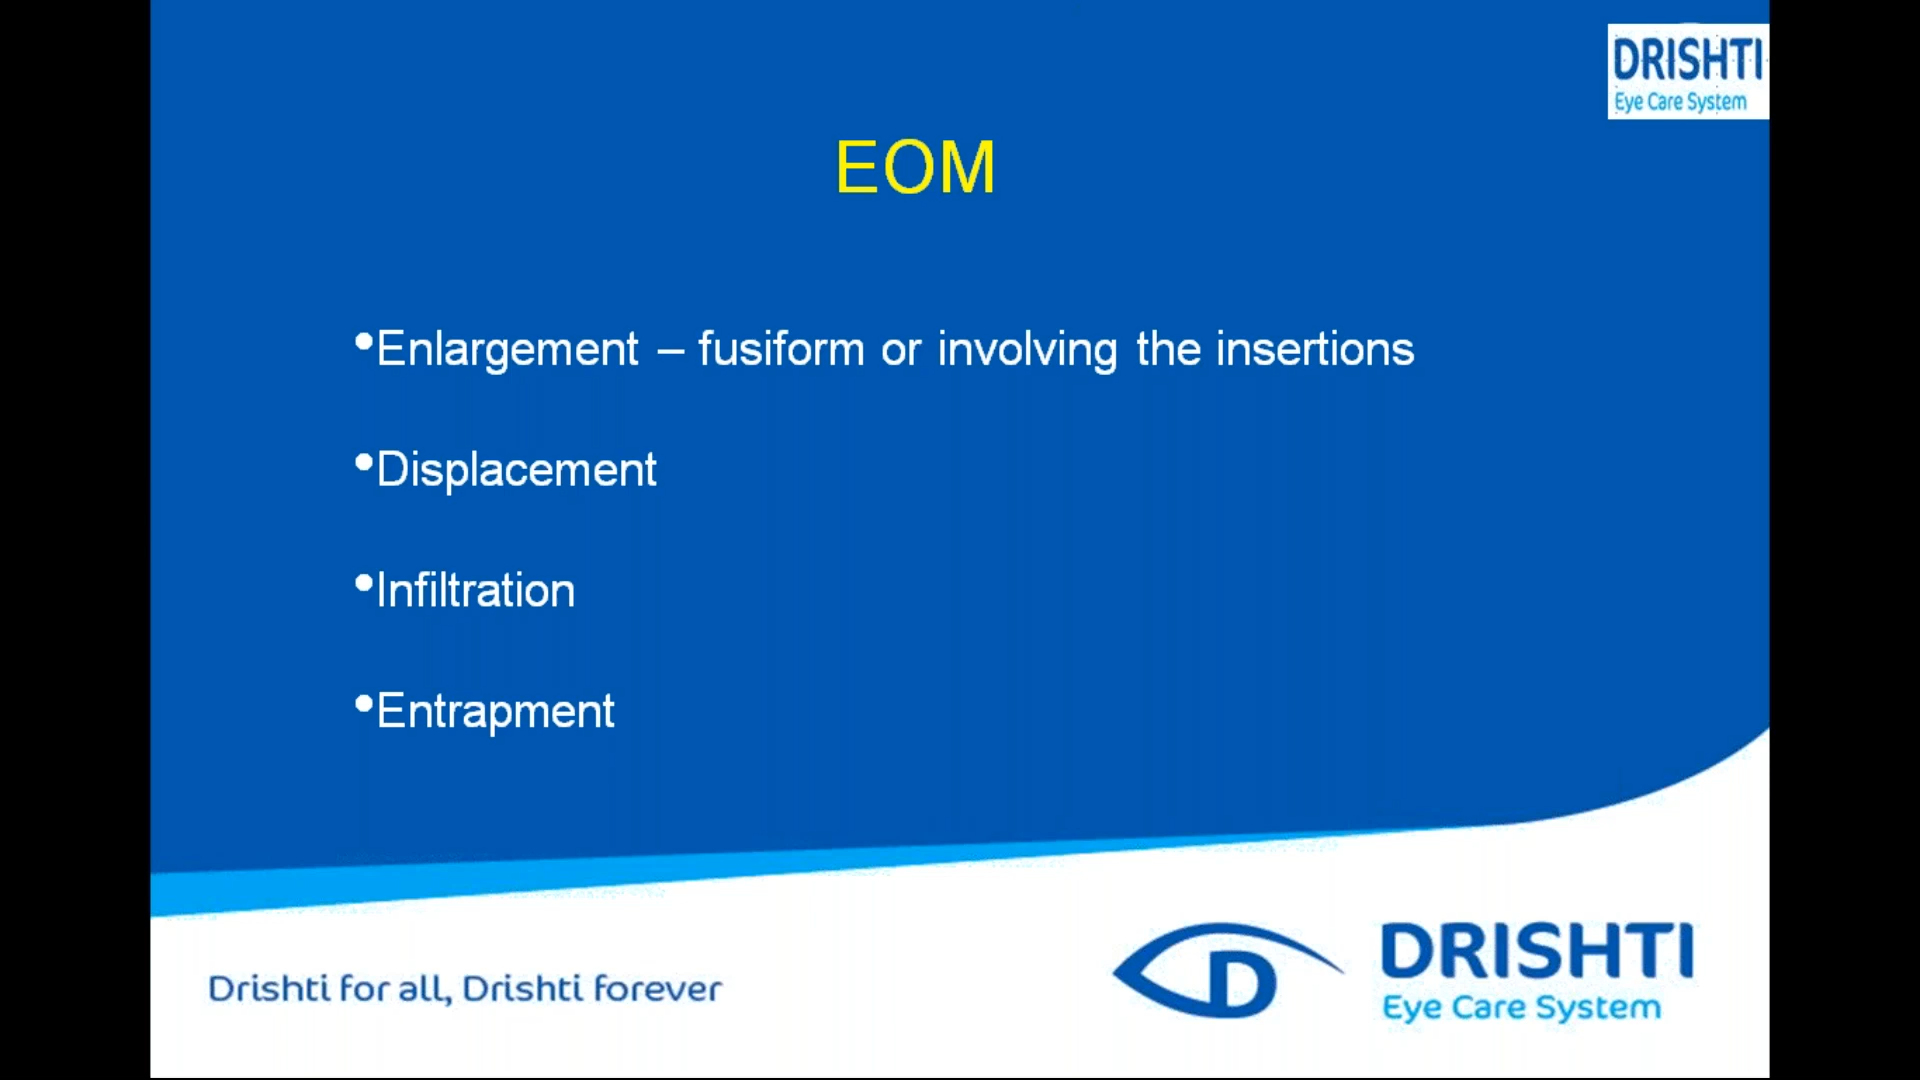 DRISHTI
Eye Care System
EOM
•Enlargement – fusiform or involving the insertions
•Displacement
•Infiltration
•Entrapment
Drishti for all, Drishti forever
D
DRISHTI
Eye Care System